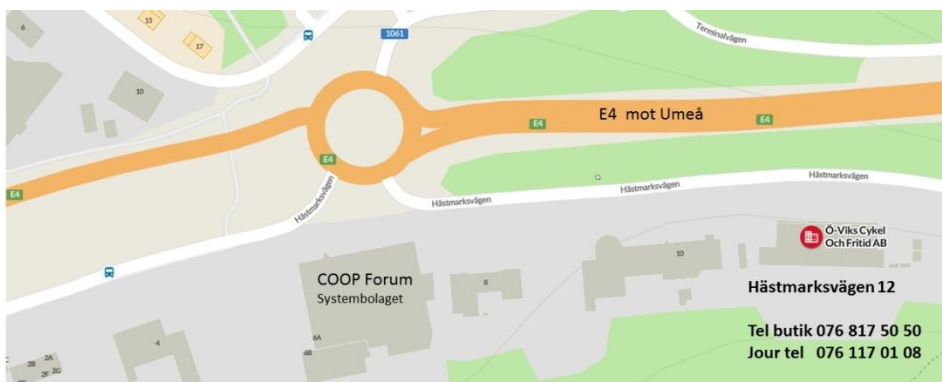 6
15
17
1061
Terminalvägen
10
E4 mot Umeå
E4
E4
E4
E4
Hästmarksvägen
Hästmarksvägen
Hästmarksvägen
Hästmarksvägen
Ö-Viks Cykel
Och Fritid AB
COOP Forum
Systembolaget
8
10
Hästmarksvägen 12
Tel butik 076 817 50 50
Jour tel 076 117 01 08
4
6A
6B
2A
2B
2G
2F